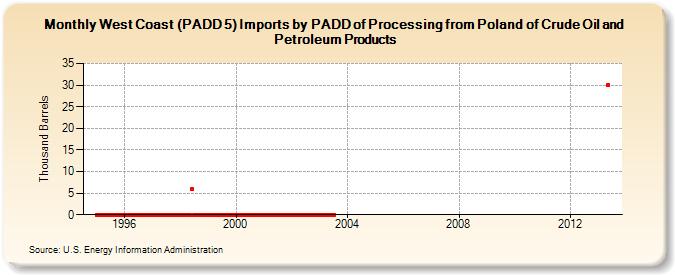 Monthly West Coast (PADD 5) Imports by PADD of Processing from Poland of Crude Oil and
Petroleum Products
Thousand Barrels
35
30
25
20
15
10
5
0
1996 2000 2004 2008 2012
Source: U.S. Energy Information Administration